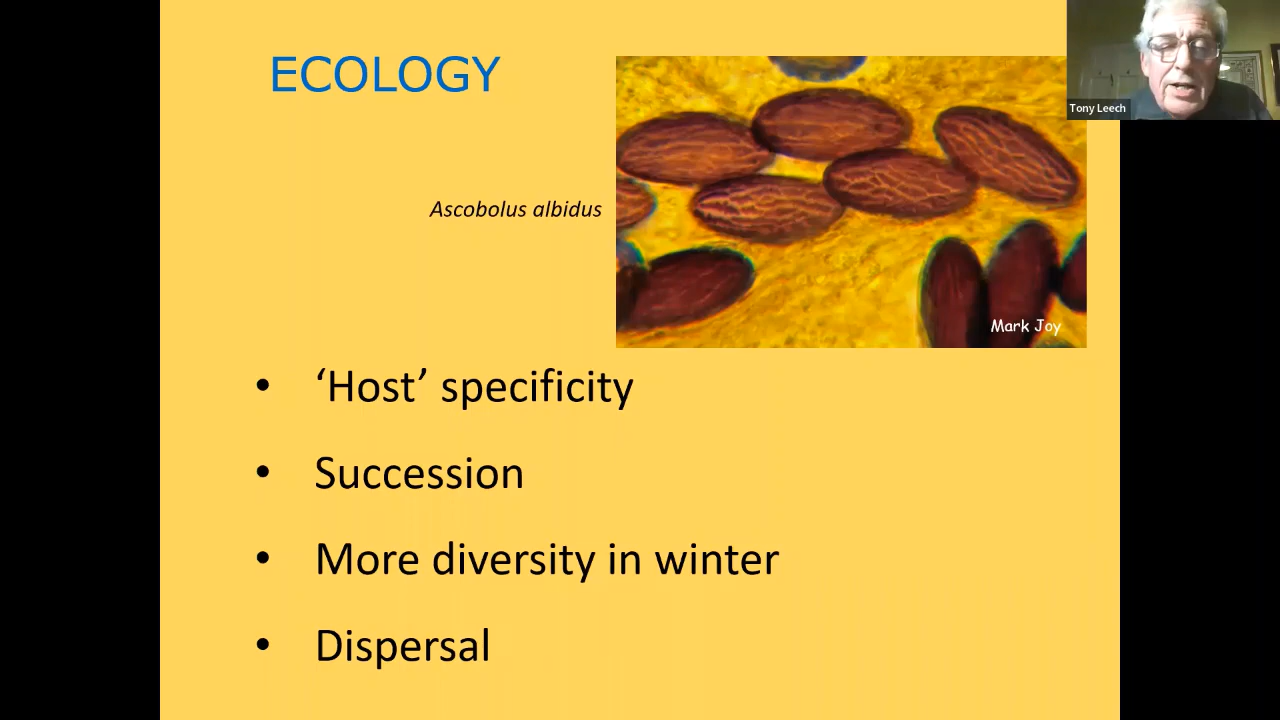 ECOLOGY
Tony Leech
Ascobolus albidus
Mark Joy
• ‘Host’ specificity
• Succession
• More diversity in winter
• Dispersal